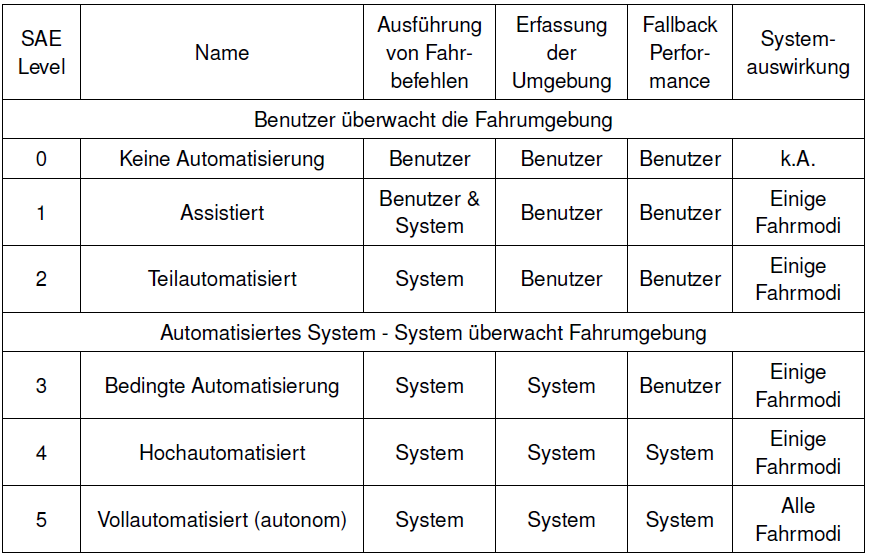 SAE Level
Name
Ausführung von Fahr-befehlen
Erfassung der Umgebung
Fallback Perfor-mance
System-auswirkung
Benutzer überwacht die Fahrumgebung
0 Keine Automatisierung Benutzer Benutzer Benutzer k.A.
1 Assistiert Benutzer & System Benutzer Benutzer Einige Fahrmodi
2 Teilautomatisiert System Benutzer Benutzer Einige Fahrmodi
Automatisiertes System - System überwacht Fahrumgebung
3 Bedingte Automatisierung System System Benutzer Einige Fahrmodi
4 Hochautomatisiert System System System Einige Fahrmodi
5 Vollautomatisiert (autonom) System System System Alle Fahrmodi